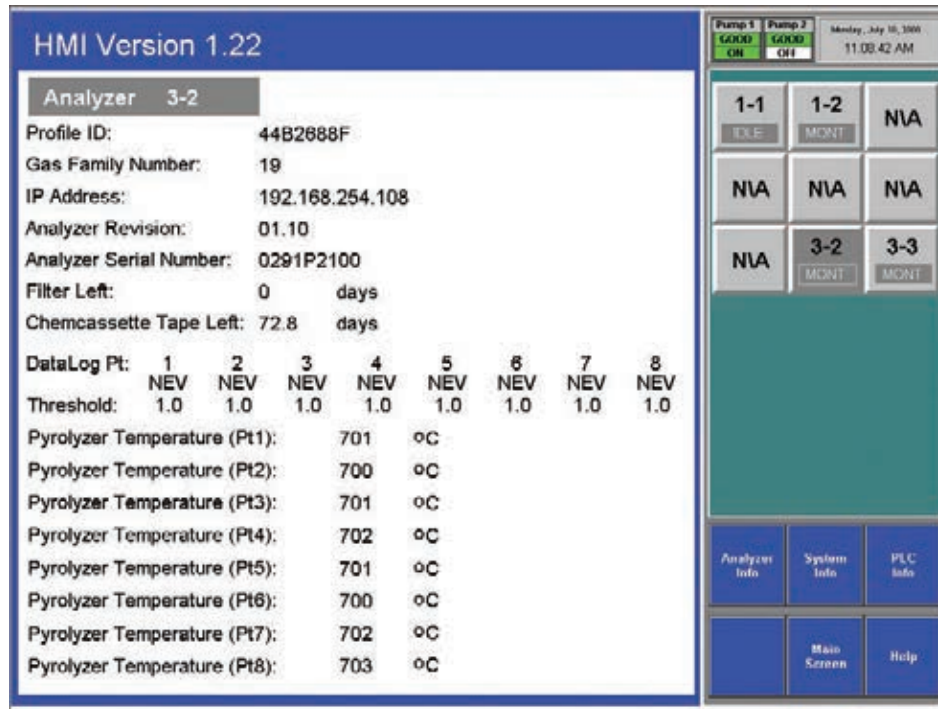 HMI Version 1.22
Analyzer 3-2
Profile ID: 44B2688F
Gas Family Number: 19
IP Address: 192.168.254.108
Analyzer Revision: 01.10
Analyzer Serial Number: 0291P2100
Filter Left: 0 days
Chemcassette Tape Left: 72.8 days
DataLog Pt: 1 2 3 4 5 6 7 8
NEV NEV NEV NEV NEV NEV NEV NEV
Threshold: 1.0 1.0 1.0 1.0 1.0 1.0 1.0 1.0
Pyrolyzer Temperature (Pt1): 701 oC
Pyrolyzer Temperature (Pt2): 700 oC
Pyrolyzer Temperature (Pt3): 701 oC
Pyrolyzer Temperature (Pt4): 702 oC
Pyrolyzer Temperature (Pt5): 701 oC
Pyrolyzer Temperature (Pt6): 700 oC
Pyrolyzer Temperature (Pt7): 702 oC
Pyrolyzer Temperature (Pt8): 703 oC
Pump 1 Pump 2
GOOD GOOD
ON OFF
Monday, July 10,
11:08:42 AM
1-1 1-2 N\A
IDLE MONT
N\A N\A N\A
N\A 3-2 3-3
MONT MONT
Analyzer System PLC
Info Info Info
Main
Screen Help